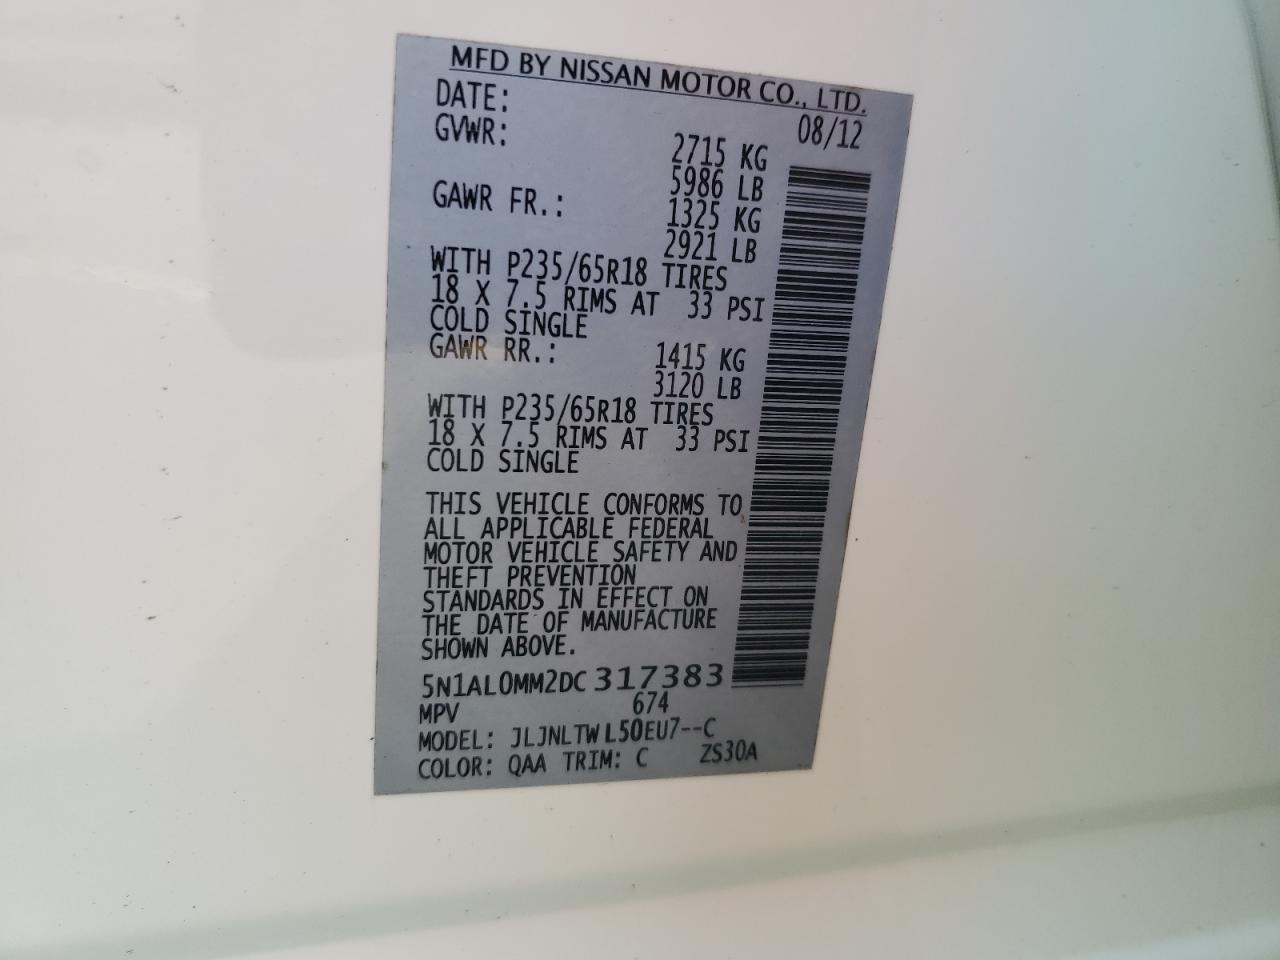 MFD BY NISSAN MOTOR CO., LTD.
DATE: 08/12
GVWR: 2715 KG
5986 LB
GAWR FR.: 1325 KG
2921 LB
WITH P235/65R18 TIRES
18 X 7.5 RIMS AT 33 PSI
COLD SINGLE
GAWR RR.: 1415 KG
3120 LB
WITH P235/65R18 TIRES
18 X 7.5 RIMS AT 33 PSI
COLD SINGLE
THIS VEHICLE CONFORMS TO
ALL APPLICABLE FEDERAL
MOTOR VEHICLE SAFETY AND
THEFT PREVENTION
STANDARDS IN EFFECT ON
THE DATE OF MANUFACTURE
SHOWN ABOVE.
5N1AL0MM2DC317383
MPV 674
MODEL: JLJNLTWL50EU7--C
COLOR: QAA TRIM: C ZS30A